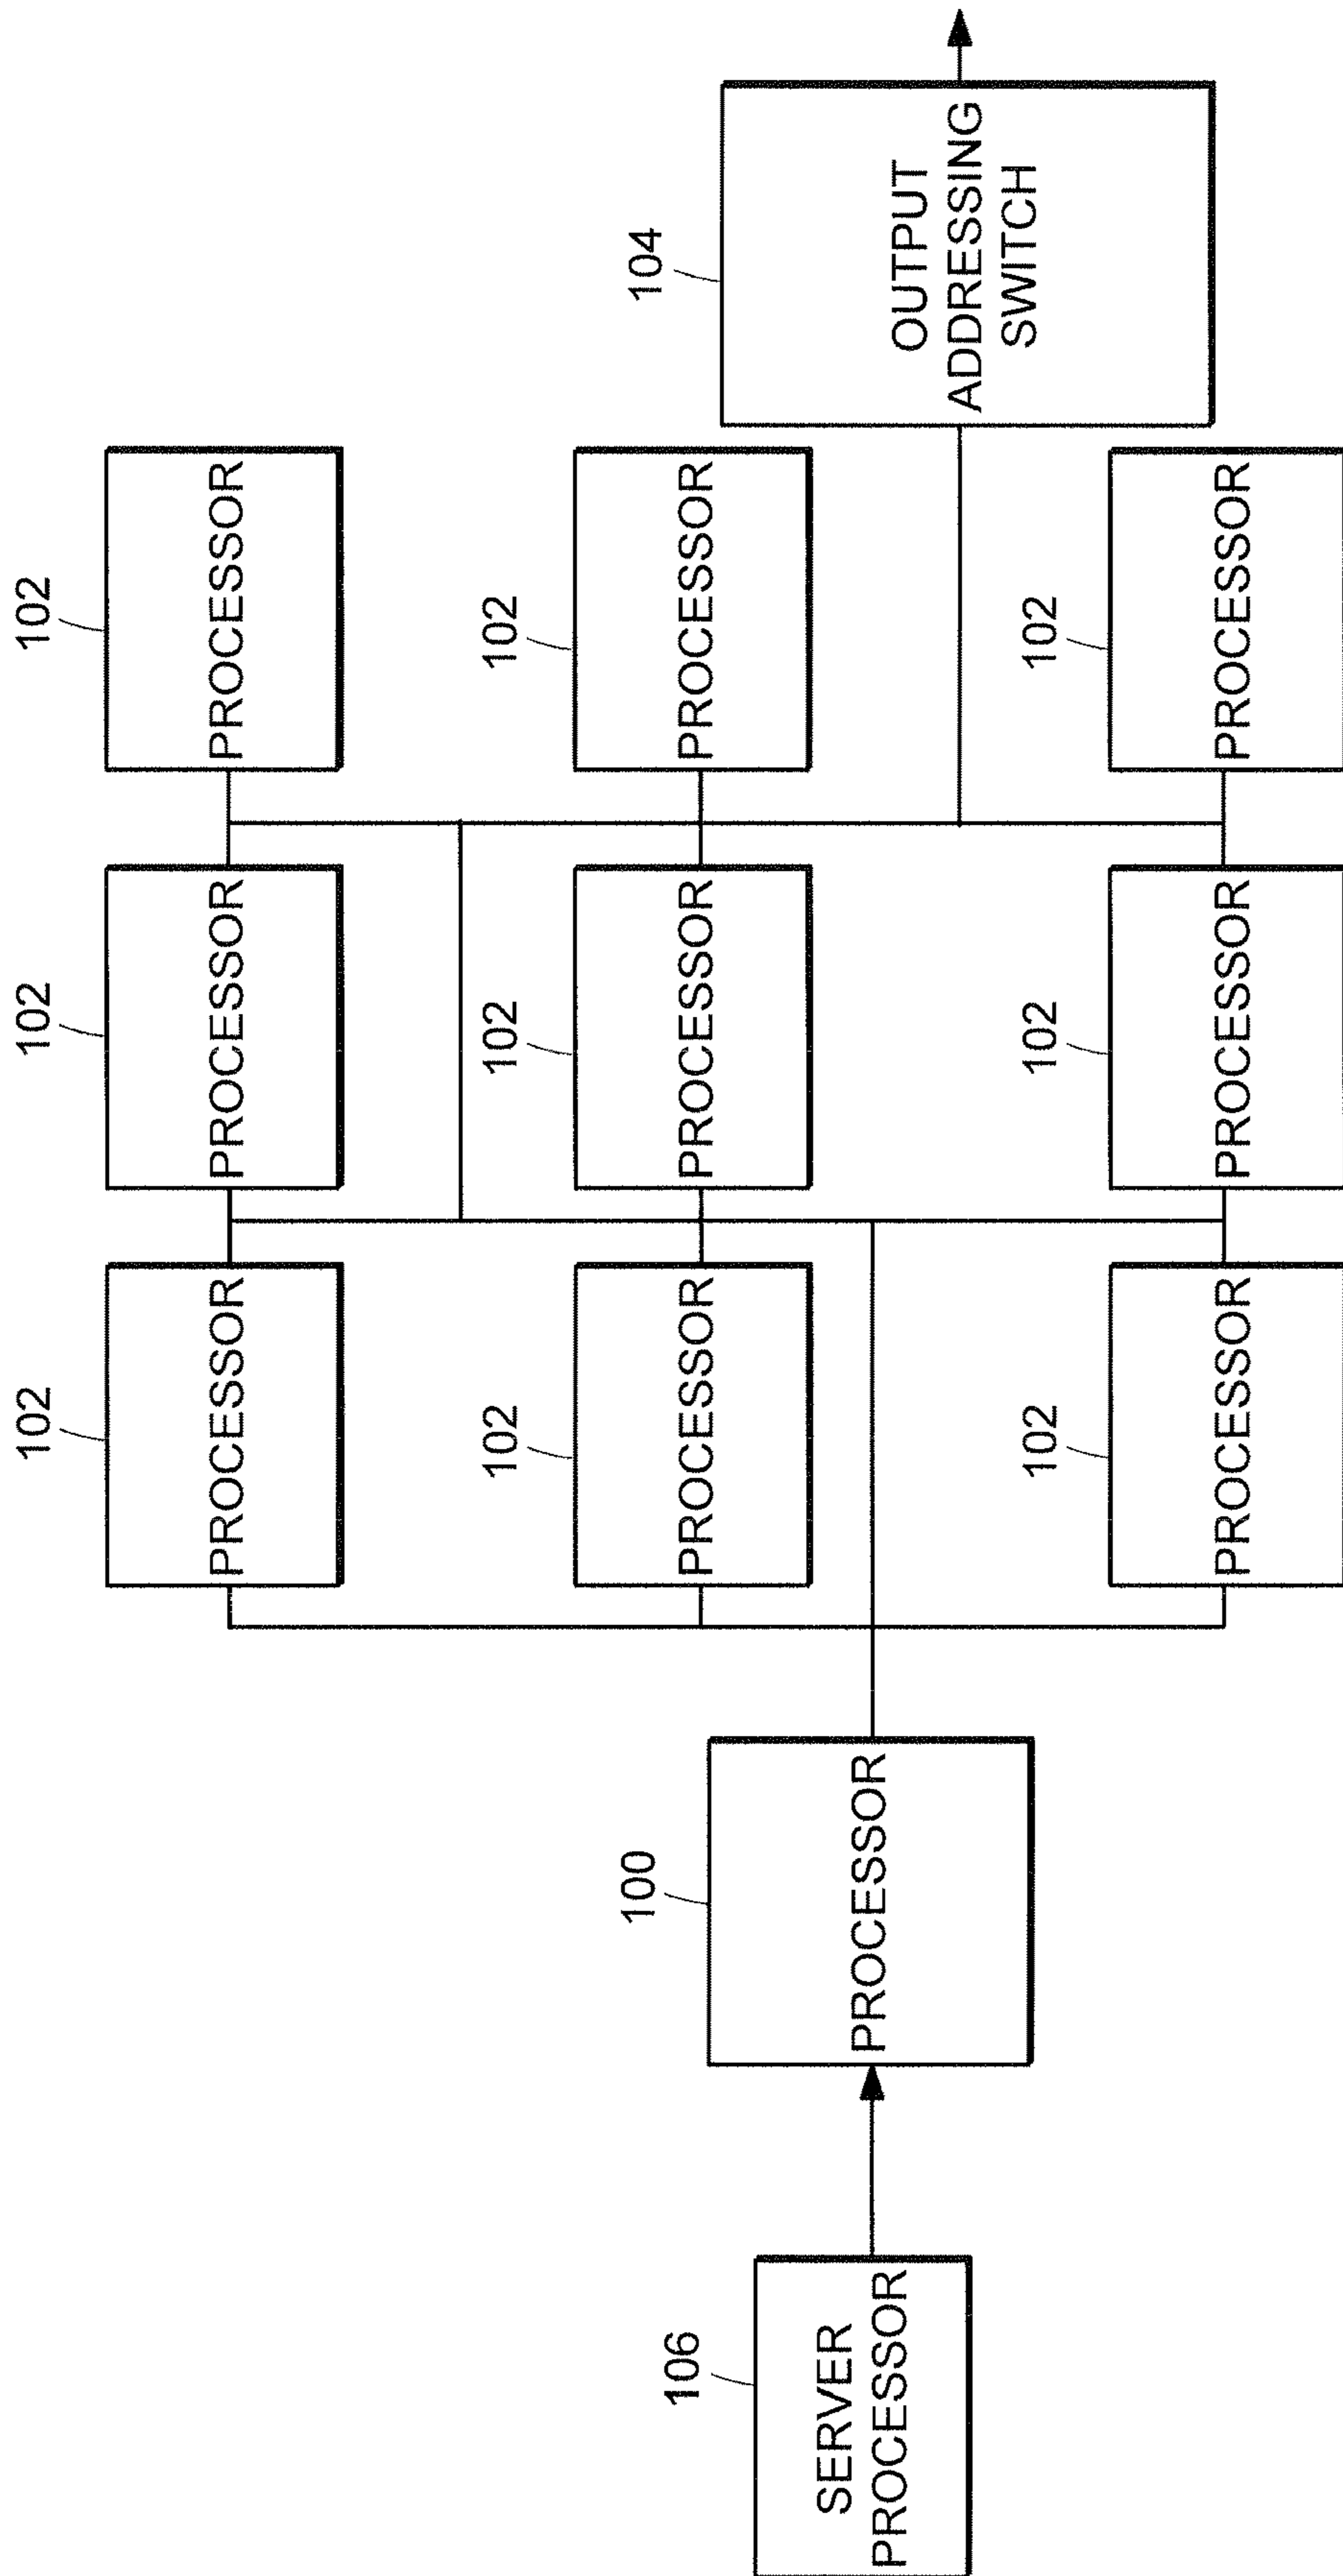 102
PROCESSOR
102
PROCESSOR
102
PROCESSOR
102
PROCESSOR
102
PROCESSOR
102
PROCESSOR
106
SERVER
PROCESSOR
100
PROCESSOR
104
OUTPUT
ADDRESSING
SWITCH
102
PROCESSOR
102
PROCESSOR
102
PROCESSOR